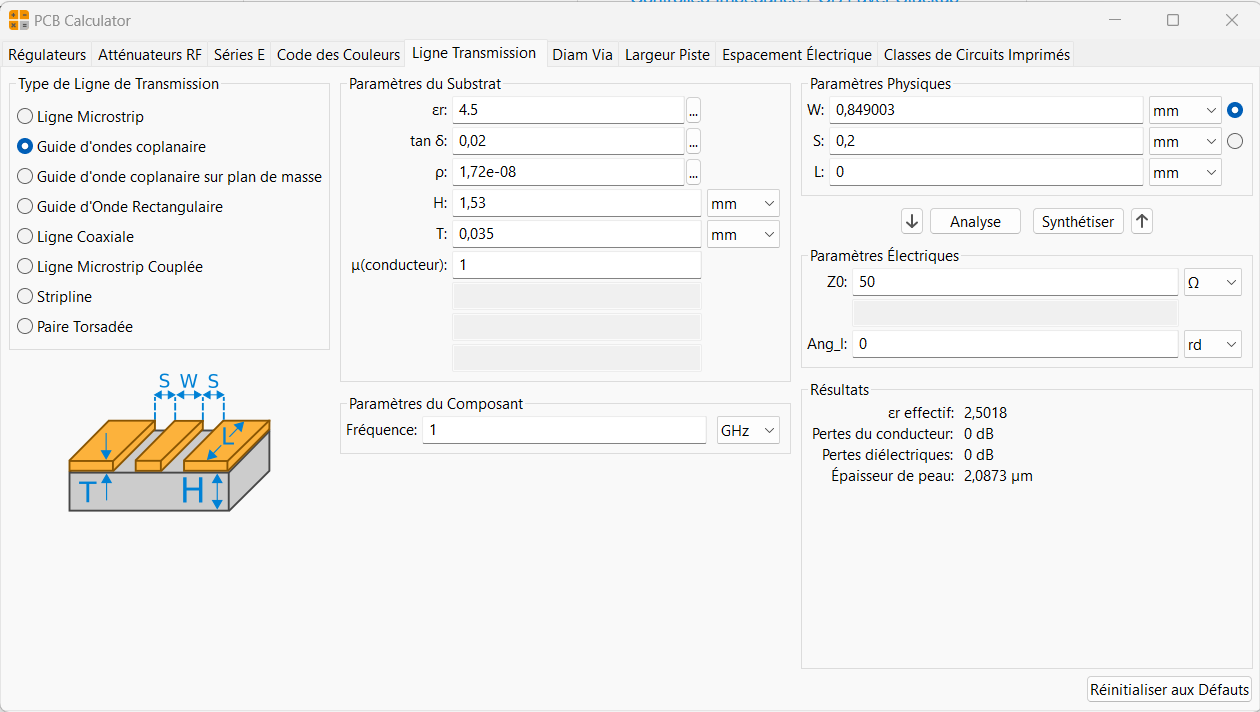 PCB Calculator
Régulateurs Atténuateurs RF Séries E Code des Couleurs Ligne Transmission Diam Via Largeur Piste Espacement Électrique Classes de Circuits Imprimés
Type de Ligne de Transmission
Ligne Microstrip
Guide d'ondes coplanaire
Guide d'onde coplanaire sur plan de masse
Guide d'Onde Rectangulaire
Ligne Coaxiale
Ligne Microstrip Couplée
Stripline
Paire Torsadée
S W S
L
T H
Paramètres du Substrat
εr: 4.5 ...
tan δ: 0,02 ...
ρ: 1,72e-08 ...
H: 1,53 mm
T: 0,035 mm
µ(conducteur): 1
Paramètres du Composant
Fréquence: 1 GHz
Paramètres Physiques
W: 0,849003 mm
S: 0,2 mm
L: 0 mm
Analyse Synthétiser
Paramètres Électriques
Z0: 50 Ω
Ang_l: 0 rd
Résultats
εr effectif: 2,5018
Pertes du conducteur: 0 dB
Pertes diélectriques: 0 dB
Épaisseur de peau: 2,0873 µm
Réinitialiser aux Défauts